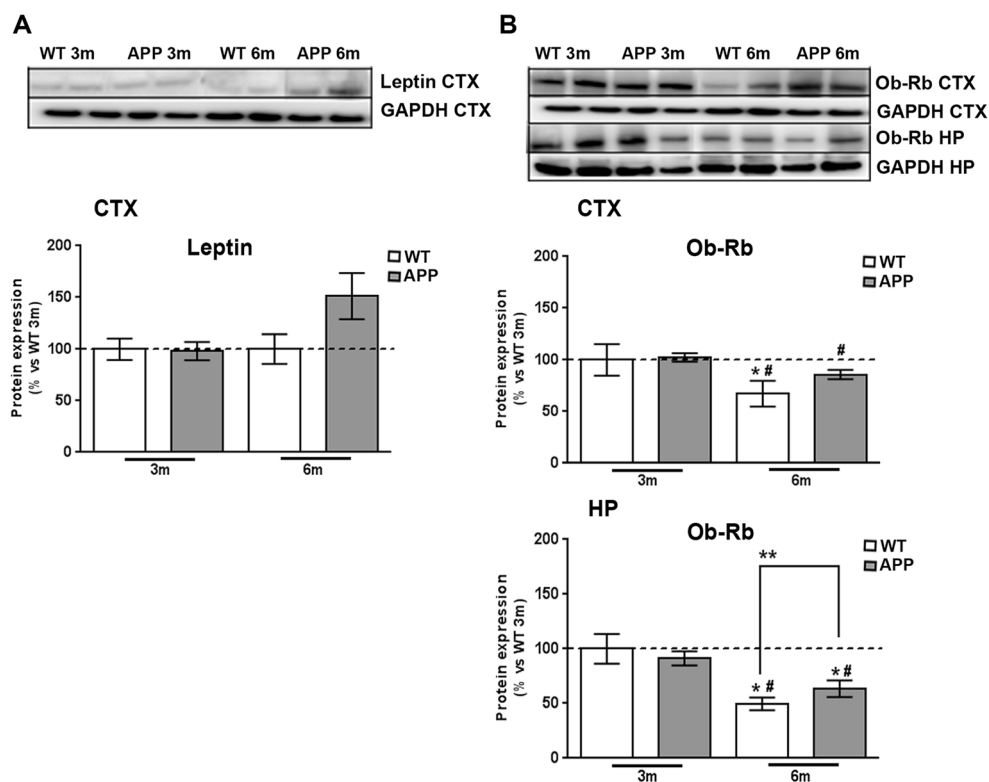 A
WT 3m APP 3m WT 6m APP 6m
Leptin CTX
GAPDH CTX
CTX
Leptin
WT
APP
Protein expression
(% vs WT 3m)
200
150
100
50
0
3m 6m
B
WT 3m APP 3m WT 6m APP 6m
Ob-Rb CTX
GAPDH CTX
Ob-Rb HP
GAPDH HP
CTX
Ob-Rb
WT
APP
Protein expression
(% vs WT 3m)
200
150
100
50
0
* #
#
3m 6m
HP
Ob-Rb
WT
APP
Protein expression
(% vs WT 3m)
200
150
100
50
0
**
* #
* #
3m 6m